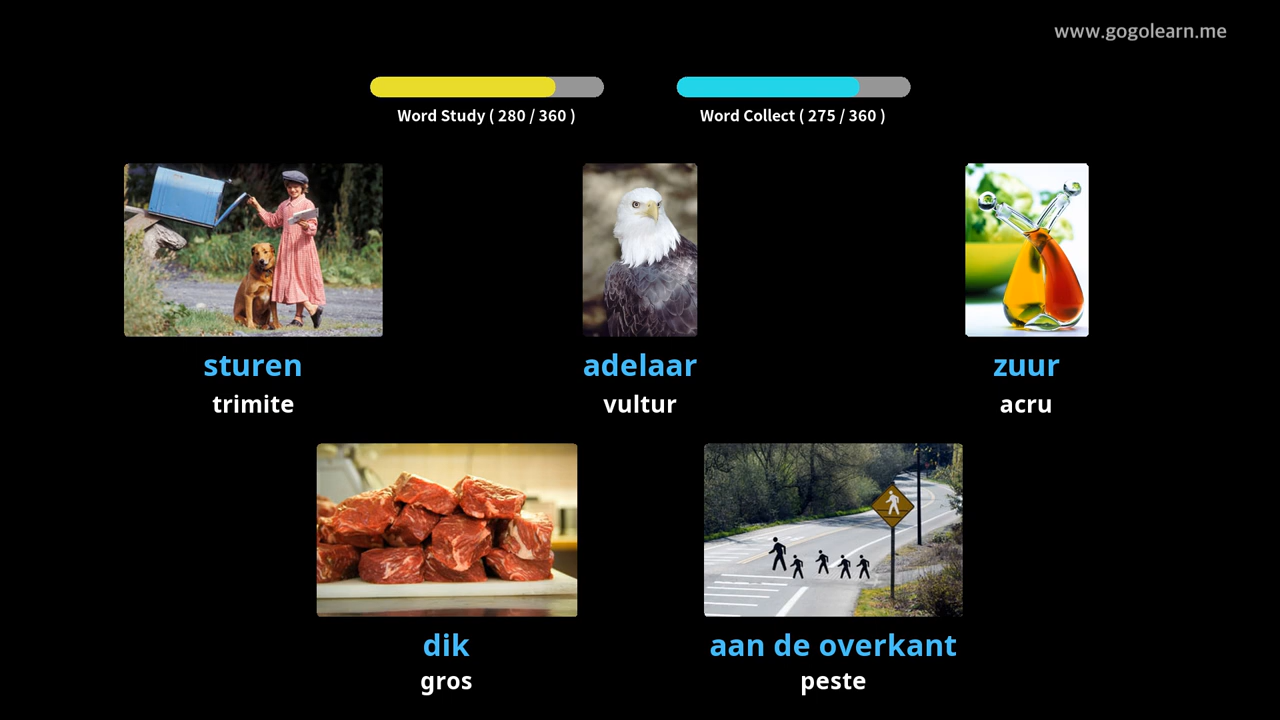 www.gogolearn.me
Word Study ( 280 / 360 )
Word Collect ( 275 / 360 )
sturen
trimite
adelaar
vultur
zuur
acru
dik
gros
aan de overkant
peste